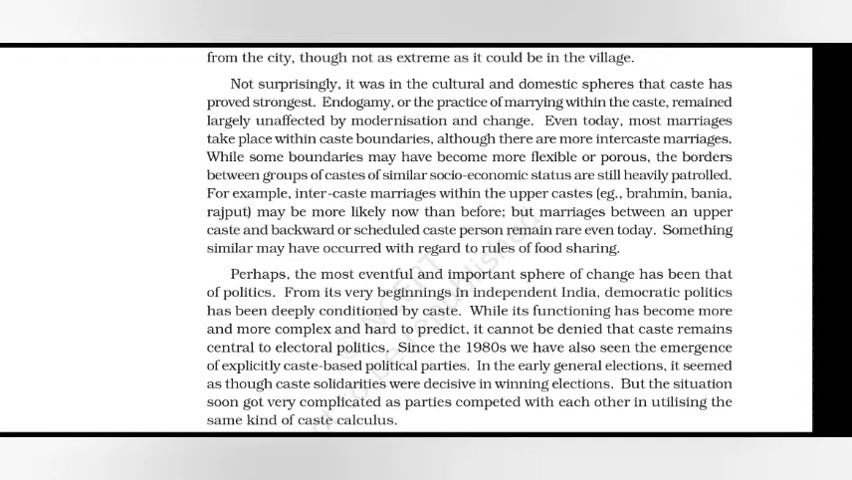 from the city, though not as extreme as it could be in the village.
Not surprisingly, it was in the cultural and domestic spheres that caste has
proved strongest. Endogamy, or the practice of marrying within the caste, remained
largely unaffected by modernisation and change. Even today, most marriages
take place within caste boundaries, although there are more intercaste marriages.
While some boundaries may have become more flexible or porous, the borders
between groups of castes of similar socio-economic status are still heavily patrolled.
For example, inter-caste marriages within the upper castes (eg., brahmin, bania,
rajput) may be more likely now than before; but marriages between an upper
caste and backward or scheduled caste person remain rare even today. Something
similar may have occurred with regard to rules of food sharing.
Perhaps, the most eventful and important sphere of change has been that
of politics. From its very beginnings in independent India, democratic politics
has been deeply conditioned by caste. While its functioning has become more
and more complex and hard to predict, it cannot be denied that caste remains
central to electoral politics. Since the 1980s we have also seen the emergence
of explicitly caste-based political parties. In the early general elections, it seemed
as though caste solidarities were decisive in winning elections. But the situation
soon got very complicated as parties competed with each other in utilising the
same kind of caste calculus.
© NCERT
be republished